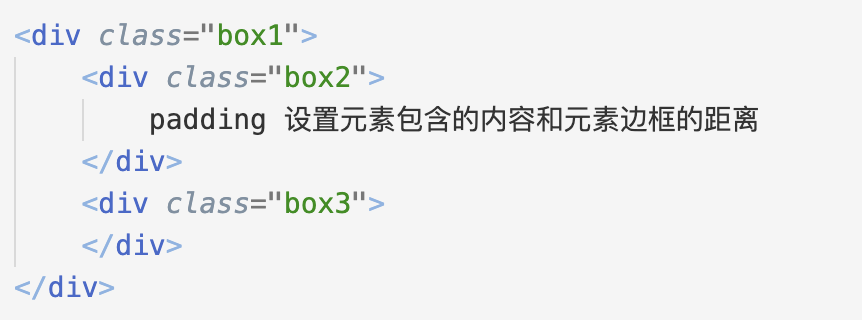 <div class="box1">
    <div class="box2">
        padding 设置元素包含的内容和元素边框的距离
    </div>
    <div class="box3">
    </div>
</div>